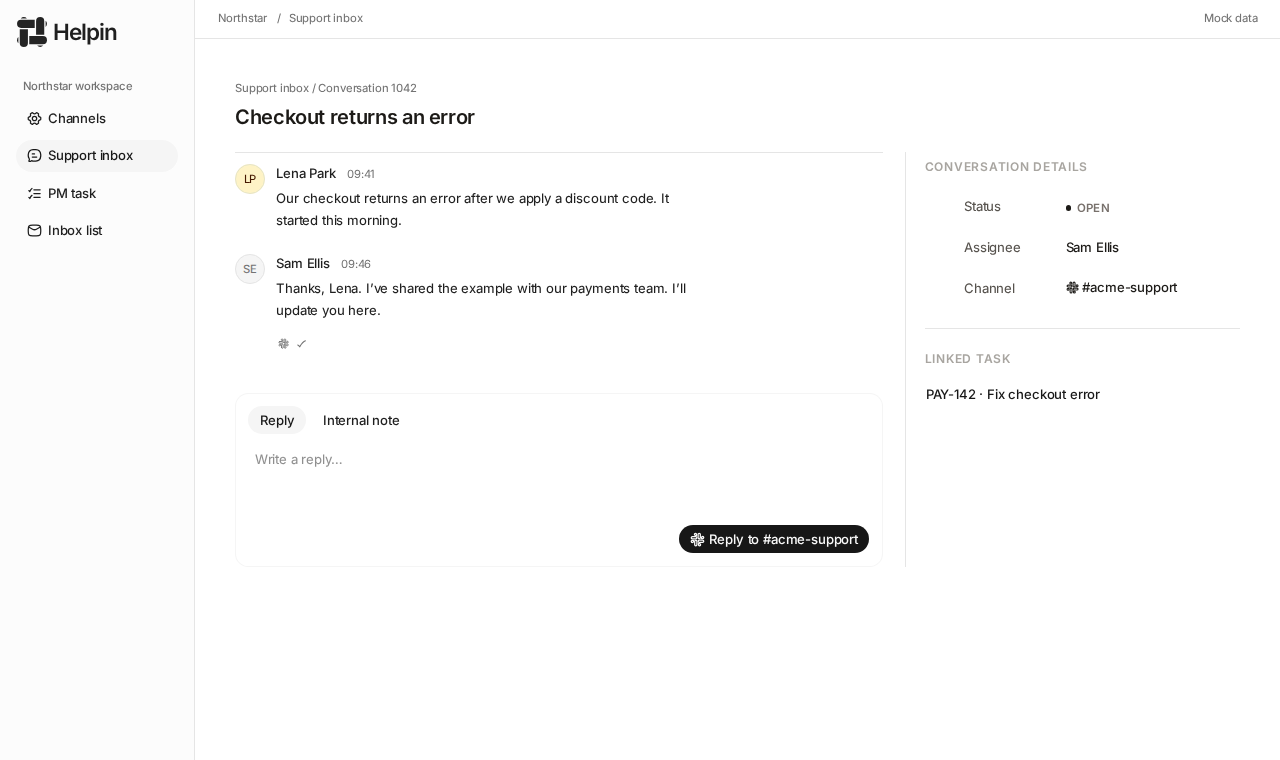 Helpin
Northstar workspace
Channels
Support inbox
PM task
Inbox list
Northstar / Support inbox
Mock data
Support inbox / Conversation 1042
Checkout returns an error
LP
Lena Park 09:41
Our checkout returns an error after we apply a discount code. It
started this morning.
SE
Sam Ellis 09:46
Thanks, Lena. I’ve shared the example with our payments team. I’ll
update you here.
Reply Internal note
Write a reply...
Reply to #acme-support
CONVERSATION DETAILS
Status OPEN
Assignee Sam Ellis
Channel #acme-support
LINKED TASK
PAY-142 · Fix checkout error